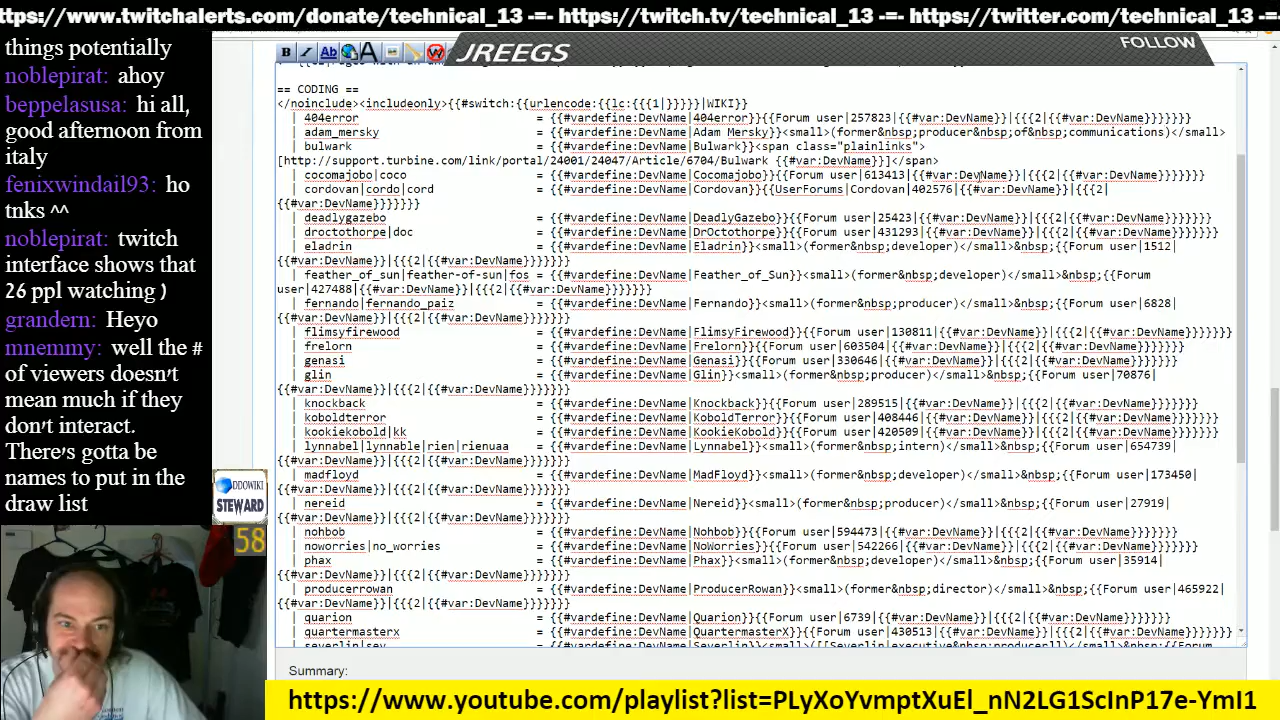 ttps://www.twitchalerts.com/donate/technical_13 -=- https://twitch.tv/technical_13 -=- https://twitter.com/technical_13 -=-
things potentially
noblepirat: ahoy
beppelasusa: hi all,
good afternoon from
italy
fenixwindail93: ho
tnks ^^
noblepirat: twitch
interface shows that
26 ppl watching )
grandern: Heyo
mnemmy: well the #
of viewers doesn't
mean much if they
don't interact.
There's gotta be
names to put in the
draw list
DDOWIKI
STEWARD
58
B I Ab A W
JREEGS
FOLLOW
== CODING ==
</noinclude><includeonly>{{#switch:{{urlencode:{{lc:{{{1|}}}}}|WIKI}}
| 404error = {{#vardefine:DevName|404error}}{{Forum user|257823|{{#var:DevName}}|{{{2|{{#var:DevName}}}}}}}
| adam_mersky = {{#vardefine:DevName|Adam Mersky}}<small>(former&nbsp;producer&nbsp;of&nbsp;communications)</small>
| bulwark = {{#vardefine:DevName|Bulwark}}<span class="plainlinks">
[http://support.turbine.com/link/portal/24001/24047/Article/6704/Bulwark {{#var:DevName}}]</span>
| cocomajobo|coco = {{#vardefine:DevName|Cocomajobo}}{{Forum user|613413|{{#var:DevName}}|{{{2|{{#var:DevName}}}}}}}
| cordovan|cordo|cord = {{#vardefine:DevName|Cordovan}}{{UserForums|Cordovan|402576|{{#var:DevName}}|{{{2|
{{#var:DevName}}}}}}}
| deadlygazebo = {{#vardefine:DevName|DeadlyGazebo}}{{Forum user|25423|{{#var:DevName}}|{{{2|{{#var:DevName}}}}}}}
| droctothorpe|doc = {{#vardefine:DevName|DrOctothorpe}}{{Forum user|431293|{{#var:DevName}}|{{{2|{{#var:DevName}}}}}}}
| eladrin = {{#vardefine:DevName|Eladrin}}<small>(former&nbsp;developer)</small>&nbsp;{{Forum user|1512|
{{#var:DevName}}|{{{2|{{#var:DevName}}}}}}}
| feather_of_sun|feather-of-sun|fos = {{#vardefine:DevName|Feather_of_Sun}}<small>(former&nbsp;developer)</small>&nbsp;{{Forum
user|427488|{{#var:DevName}}|{{{2|{{#var:DevName}}}}}}}
| fernando|fernando_paiz = {{#vardefine:DevName|Fernando}}<small>(former&nbsp;producer)</small>&nbsp;{{Forum user|6828|
{{#var:DevName}}|{{{2|{{#var:DevName}}}}}}}
| flimsyfirewood = {{#vardefine:DevName|FlimsyFirewood}}{{Forum user|130811|{{#var:DevName}}|{{{2|{{#var:DevName}}}}}}}
| frelorn = {{#vardefine:DevName|Frelorn}}{{Forum user|603504|{{#var:DevName}}|{{{2|{{#var:DevName}}}}}}}
| genasi = {{#vardefine:DevName|Genasi}}{{Forum user|330646|{{#var:DevName}}|{{{2|{{#var:DevName}}}}}}}
| glin = {{#vardefine:DevName|Glin}}<small>(former&nbsp;producer)</small>&nbsp;{{Forum user|70876|
{{#var:DevName}}|{{{2|{{#var:DevName}}}}}}}
| knockback = {{#vardefine:DevName|Knockback}}{{Forum user|289515|{{#var:DevName}}|{{{2|{{#var:DevName}}}}}}}
| koboldterror = {{#vardefine:DevName|KoboldTerror}}{{Forum user|408446|{{#var:DevName}}|{{{2|{{#var:DevName}}}}}}}
| kookiekobold|kk = {{#vardefine:DevName|KookieKobold}}{{Forum user|420509|{{#var:DevName}}|{{{2|{{#var:DevName}}}}}}}
| lynnabel|lynnable|rien|rienuaa = {{#vardefine:DevName|Lynnabel}}<small>(former&nbsp;intern)</small>&nbsp;{{Forum user|654739|
{{#var:DevName}}|{{{2|{{#var:DevName}}}}}}}
| madfloyd = {{#vardefine:DevName|MadFloyd}}<small>(former&nbsp;developer)</small>&nbsp;{{Forum user|173450|
{{#var:DevName}}|{{{2|{{#var:DevName}}}}}}}
| nereid = {{#vardefine:DevName|Nereid}}<small>(former&nbsp;producer)</small>&nbsp;{{Forum user|27919|
{{#var:DevName}}|{{{2|{{#var:DevName}}}}}}}
| nohbob = {{#vardefine:DevName|Nohbob}}{{Forum user|594473|{{#var:DevName}}|{{{2|{{#var:DevName}}}}}}}
| noworries|no_worries = {{#vardefine:DevName|NoWorries}}{{Forum user|542266|{{#var:DevName}}|{{{2|{{#var:DevName}}}}}}}
| phax = {{#vardefine:DevName|Phax}}<small>(former&nbsp;developer)</small>&nbsp;{{Forum user|35914|
{{#var:DevName}}|{{{2|{{#var:DevName}}}}}}}
| producerrowan = {{#vardefine:DevName|ProducerRowan}}<small>(former&nbsp;director)</small>&nbsp;{{Forum user|465922|
{{#var:DevName}}|{{{2|{{#var:DevName}}}}}}}
| quarion = {{#vardefine:DevName|Quarion}}{{Forum user|6739|{{#var:DevName}}|{{{2|{{#var:DevName}}}}}}}
| quartermasterx = {{#vardefine:DevName|QuartermasterX}}{{Forum user|430513|{{#var:DevName}}|{{{2|{{#var:DevName}}}}}}}
| severlin|sev = {{#vardefine:DevName|Severlin}}<small>([[Severlin|executive&nbsp;producer]])</small>&nbsp;{{Forum
Summary:
https://www.youtube.com/playlist?list=PLyXoYvmptXuEl_nN2LG1ScInP17e-YmI1